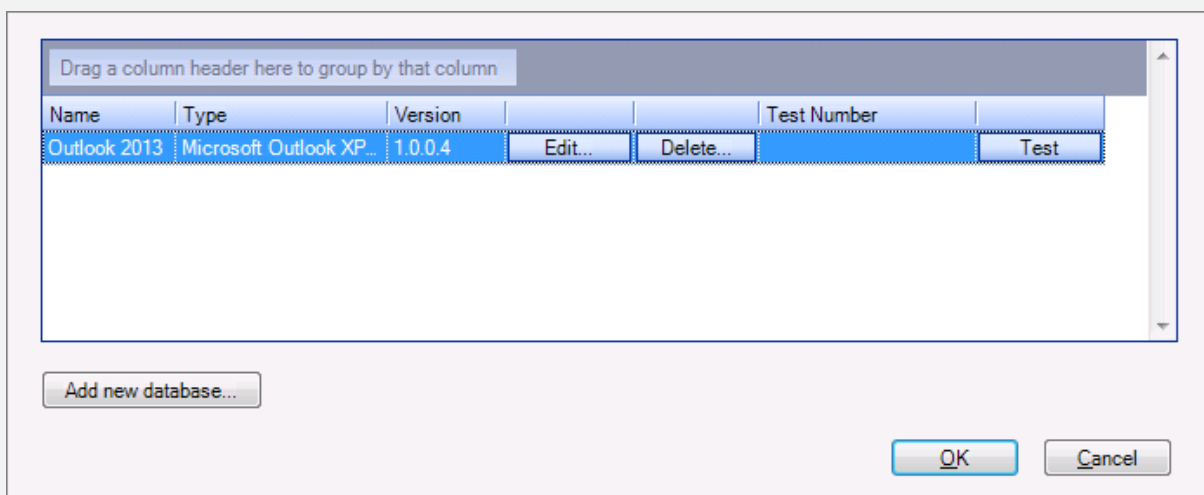 Drag a column header here to group by that column
Name Type Version Test Number
Outlook 2013 Microsoft Outlook XP... 1.0.0.4 Edit... Delete... Test
Add new database...
OK Cancel